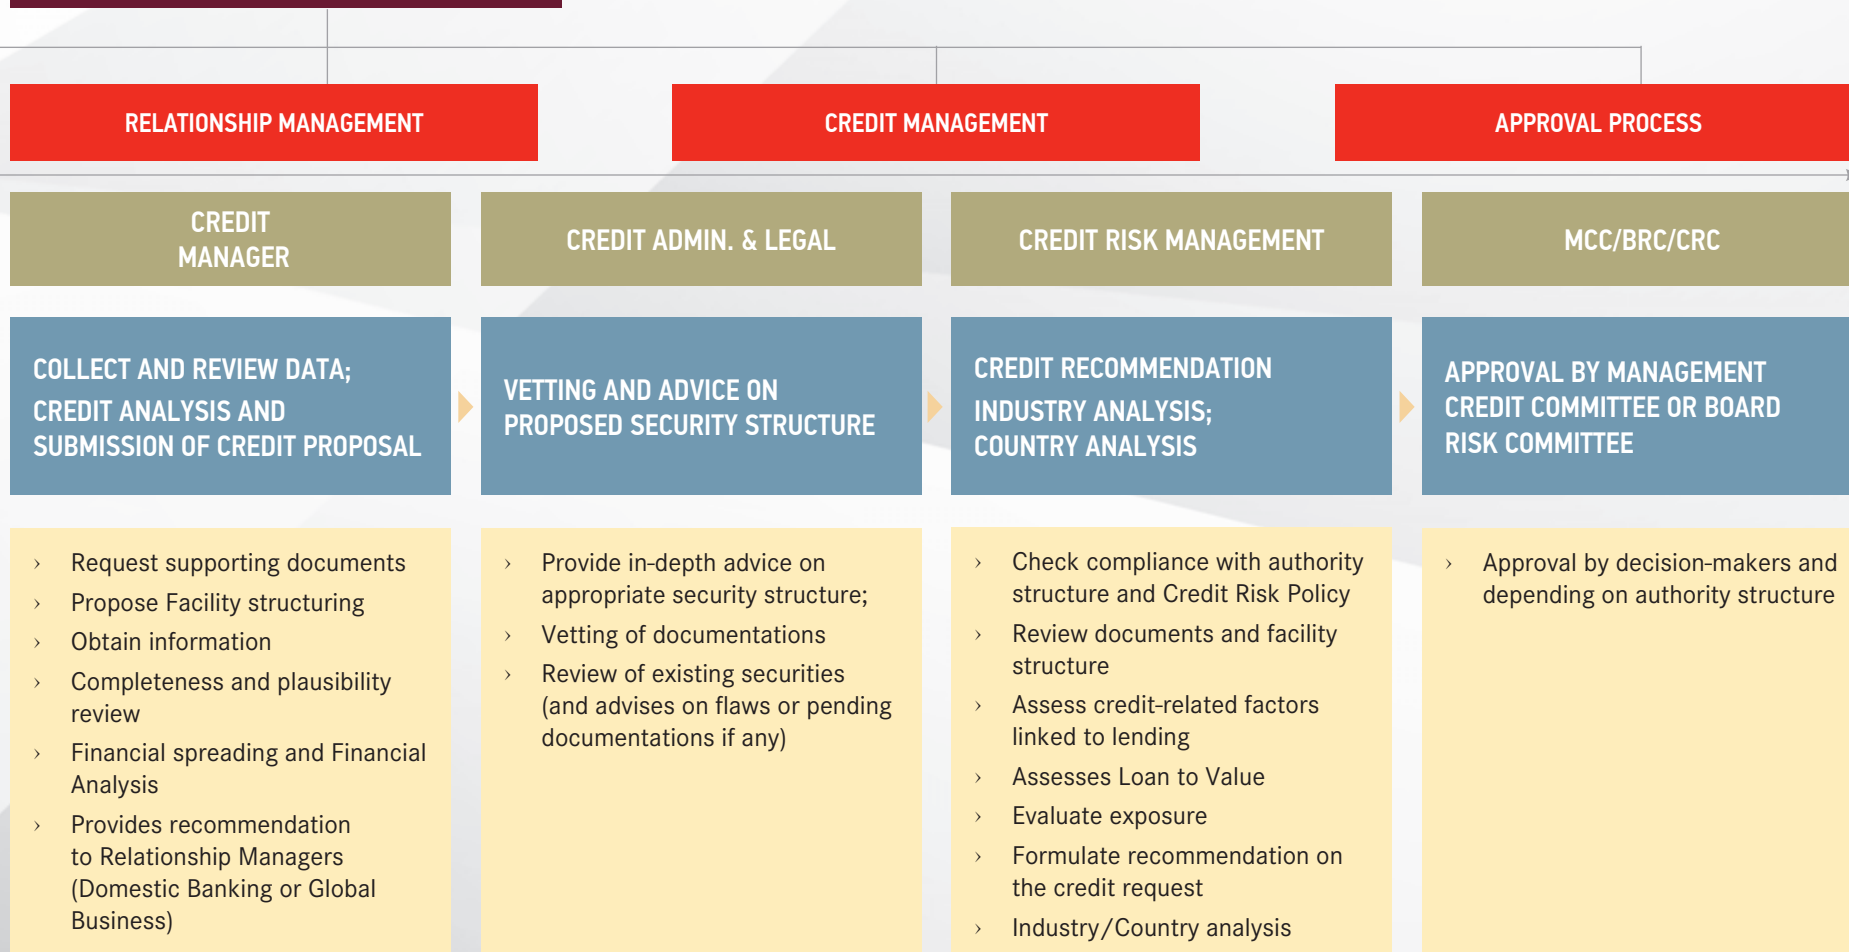 RELATIONSHIP MANAGEMENT
CREDIT MANAGEMENT
APPROVAL PROCESS
CREDIT
MANAGER
CREDIT ADMIN. & LEGAL
CREDIT RISK MANAGEMENT
MCC/BRC/CRC
COLLECT AND REVIEW DATA;
CREDIT ANALYSIS AND
SUBMISSION OF CREDIT PROPOSAL
VETTING AND ADVICE ON
PROPOSED SECURITY STRUCTURE
CREDIT RECOMMENDATION
INDUSTRY ANALYSIS;
COUNTRY ANALYSIS
APPROVAL BY MANAGEMENT
CREDIT COMMITTEE OR BOARD
RISK COMMITTEE
› Request supporting documents
› Propose Facility structuring
› Obtain information
› Completeness and plausibility
review
› Financial spreading and Financial
Analysis
› Provides recommendation
to Relationship Managers
(Domestic Banking or Global
Business)
› Provide in-depth advice on
appropriate security structure;
› Vetting of documentations
› Review of existing securities
(and advises on flaws or pending
documentations if any)
› Check compliance with authority
structure and Credit Risk Policy
› Review documents and facility
structure
› Assess credit-related factors
linked to lending
› Assesses Loan to Value
› Evaluate exposure
› Formulate recommendation on
the credit request
› Industry/Country analysis
› Approval by decision-makers and
depending on authority structure